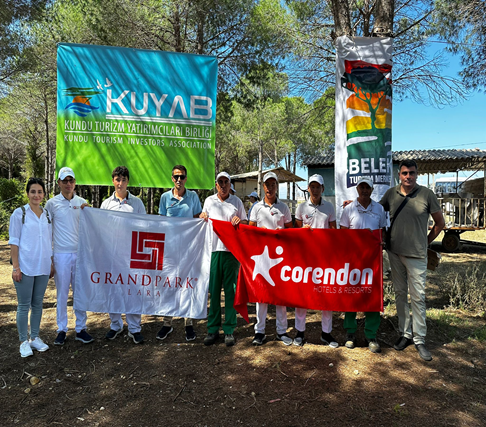 KUYAB
KUNDU TURİZM YATIRIMCILARI BİRLİĞİ
KUNDU TOURISM INVESTORS ASSOCIATION
BELEK
TURİZM MERKEZİ
GRANDPARK
LARA
corendon
HOTELS & RESORTS